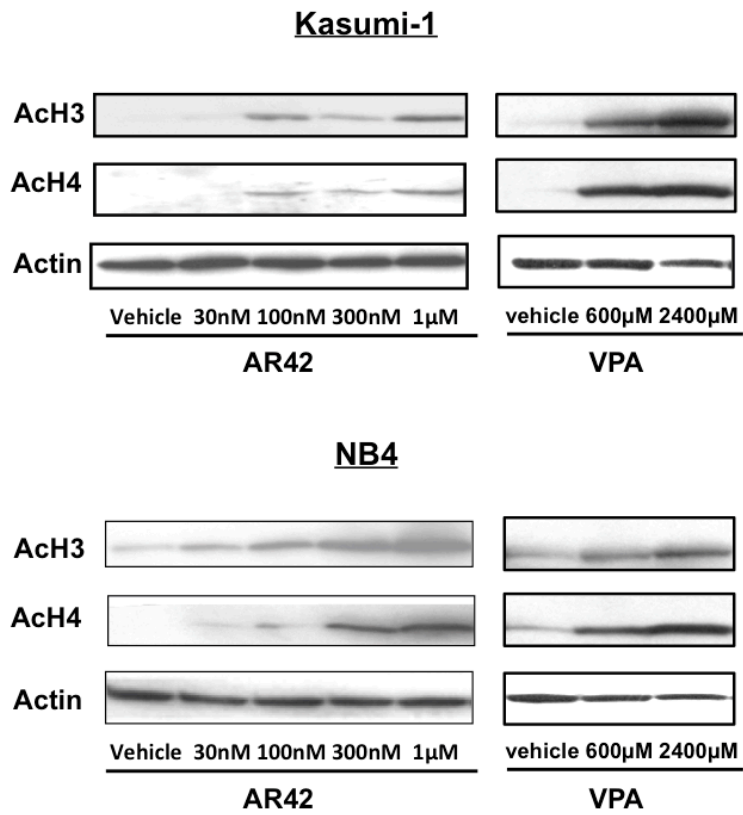 Kasumi-1
AcH3
AcH4
Actin
Vehicle 30nM 100nM 300nM 1µM
vehicle 600µM 2400µM
AR42
VPA
NB4
AcH3
AcH4
Actin
Vehicle 30nM 100nM 300nM 1µM
vehicle 600µM 2400µM
AR42
VPA